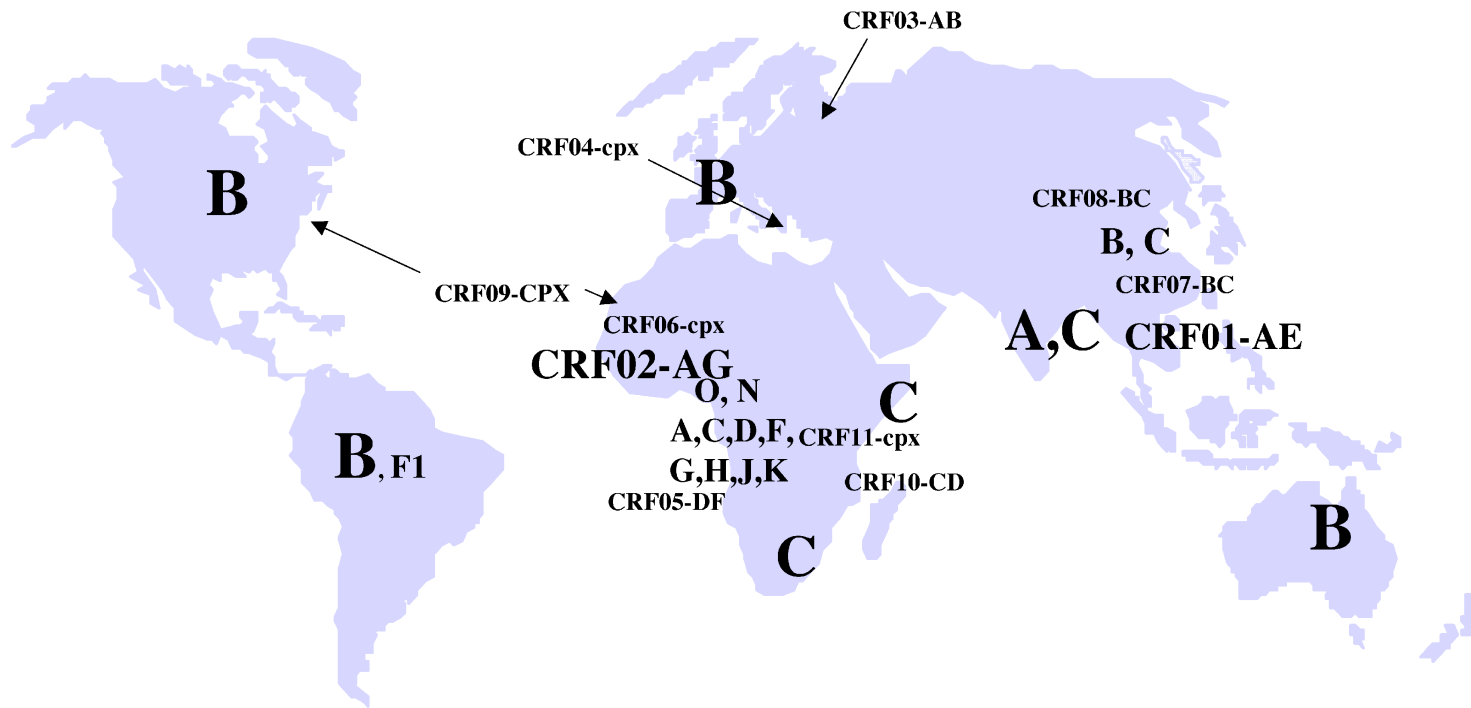 CRF03-AB
CRF04-cpx
B
B
CRF08-BC
B, C
CRF07-BC
CRF09-CPX
CRF06-cpx
A,C
CRF01-AE
CRF02-AG
O, N
C
A,C,D,F,
CRF11-cpx
B, F1
G,H,J,K
CRF10-CD
CRF05-DF
B
C